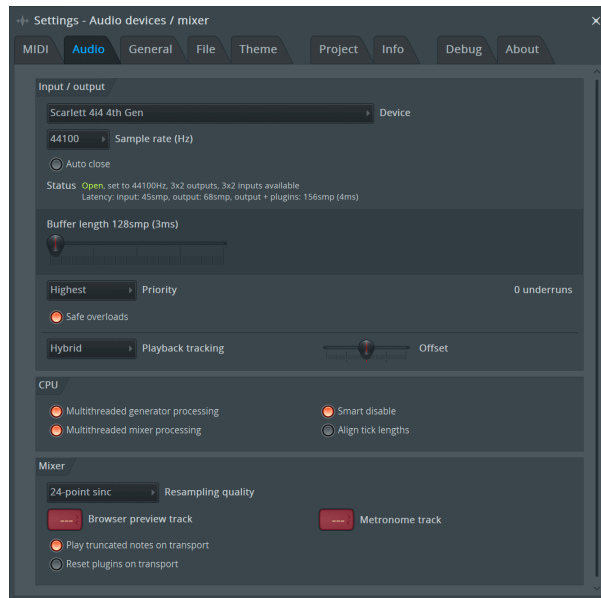 Settings - Audio devices / mixer
MIDI Audio General File Theme Project Info Debug About
Input / output
Scarlett 4i4 4th Gen Device
44100 Sample rate (Hz)
Auto close
Status Open, set to 44100Hz, 3x2 outputs, 3x2 inputs available
Latency: input: 45smp, output: 68smp, output + plugins: 156smp (4ms)
Buffer length 128smp (3ms)
Highest Priority 0 underruns
Safe overloads
Hybrid Playback tracking Offset
CPU
Multithreaded generator processing Smart disable
Multithreaded mixer processing Align tick lengths
Mixer
24-point sinc Resampling quality
--- Browser preview track --- Metronome track
Play truncated notes on transport
Reset plugins on transport